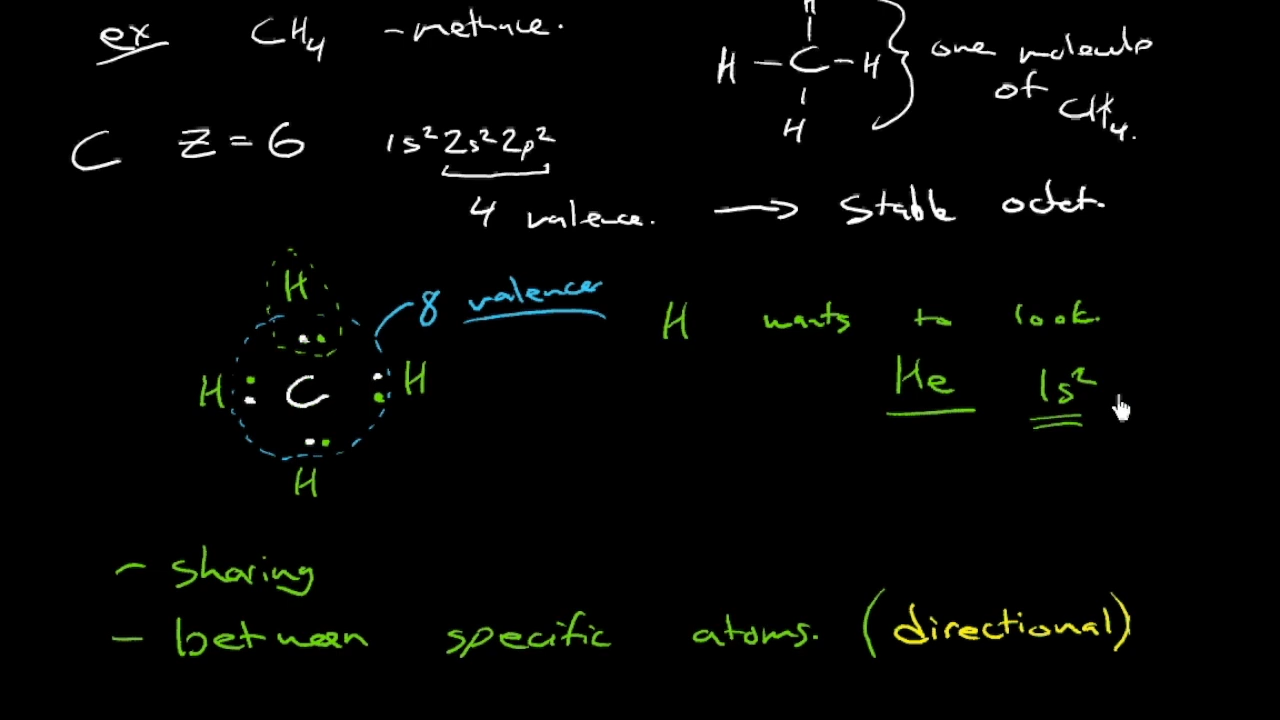 ex CH4 - methane.
H
H - C - H } one molecule
of CH4.
H
C Z = 6 1s² 2s² 2p²
4 valence. → stable octet.
H
8 valence
H C H
H
H wants to look
He 1s²
- sharing
- between specific atoms. (directional)